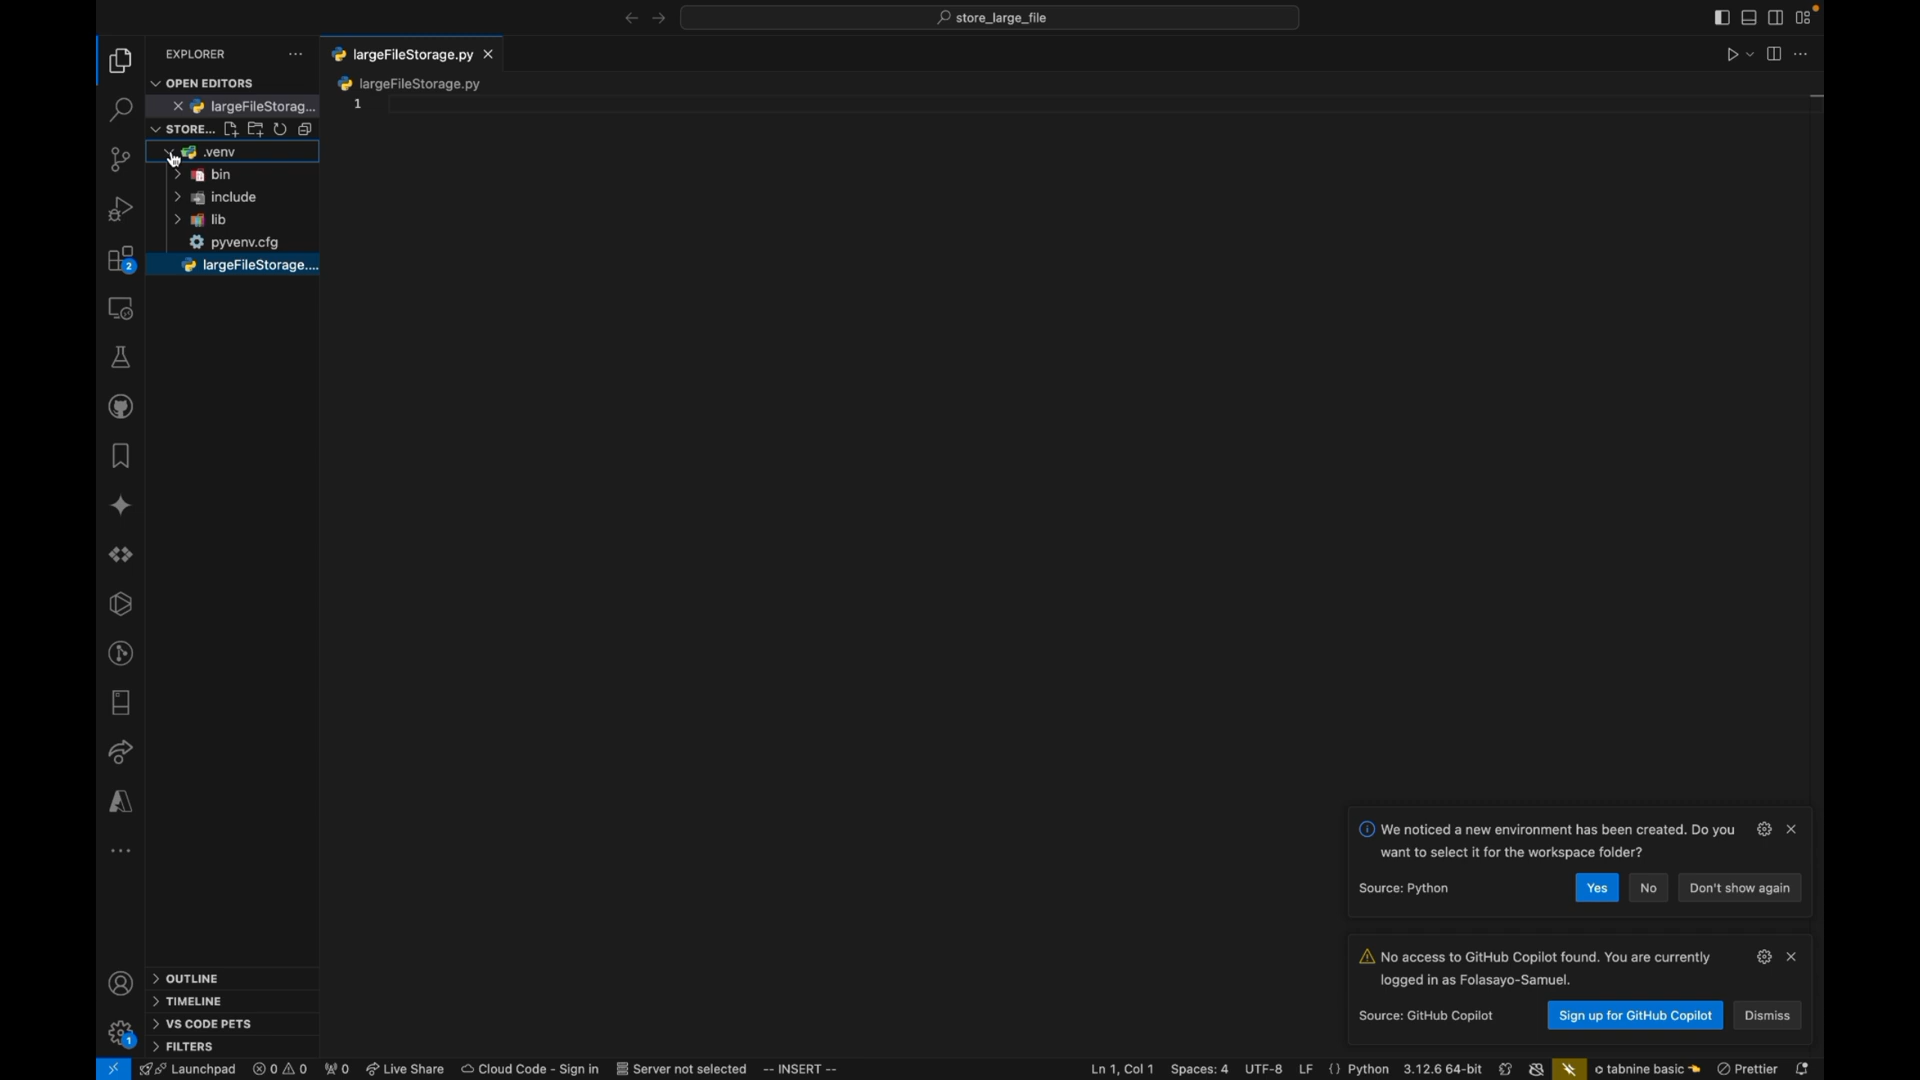 store_large_file
EXPLORER
largeFileStorage.py
OPEN EDITORS
largeFileStorage.py
largeFileStorag...
1
STORE...
.venv
bin
include
lib
pyvenv.cfg
largeFileStorage....
We noticed a new environment has been created. Do you
want to select it for the workspace folder?
Source: Python
Yes
No
Don't show again
No access to GitHub Copilot found. You are currently
logged in as Folasayo-Samuel.
Source: GitHub Copilot
Sign up for GitHub Copilot
Dismiss
2
OUTLINE
TIMELINE
VS CODE PETS
FILTERS
1
Launchpad 0 0 0 Live Share Cloud Code - Sign in Server not selected -- INSERT -- Ln 1, Col 1 Spaces: 4 UTF-8 LF {} Python 3.12.6 64-bit tabnine basic Prettier